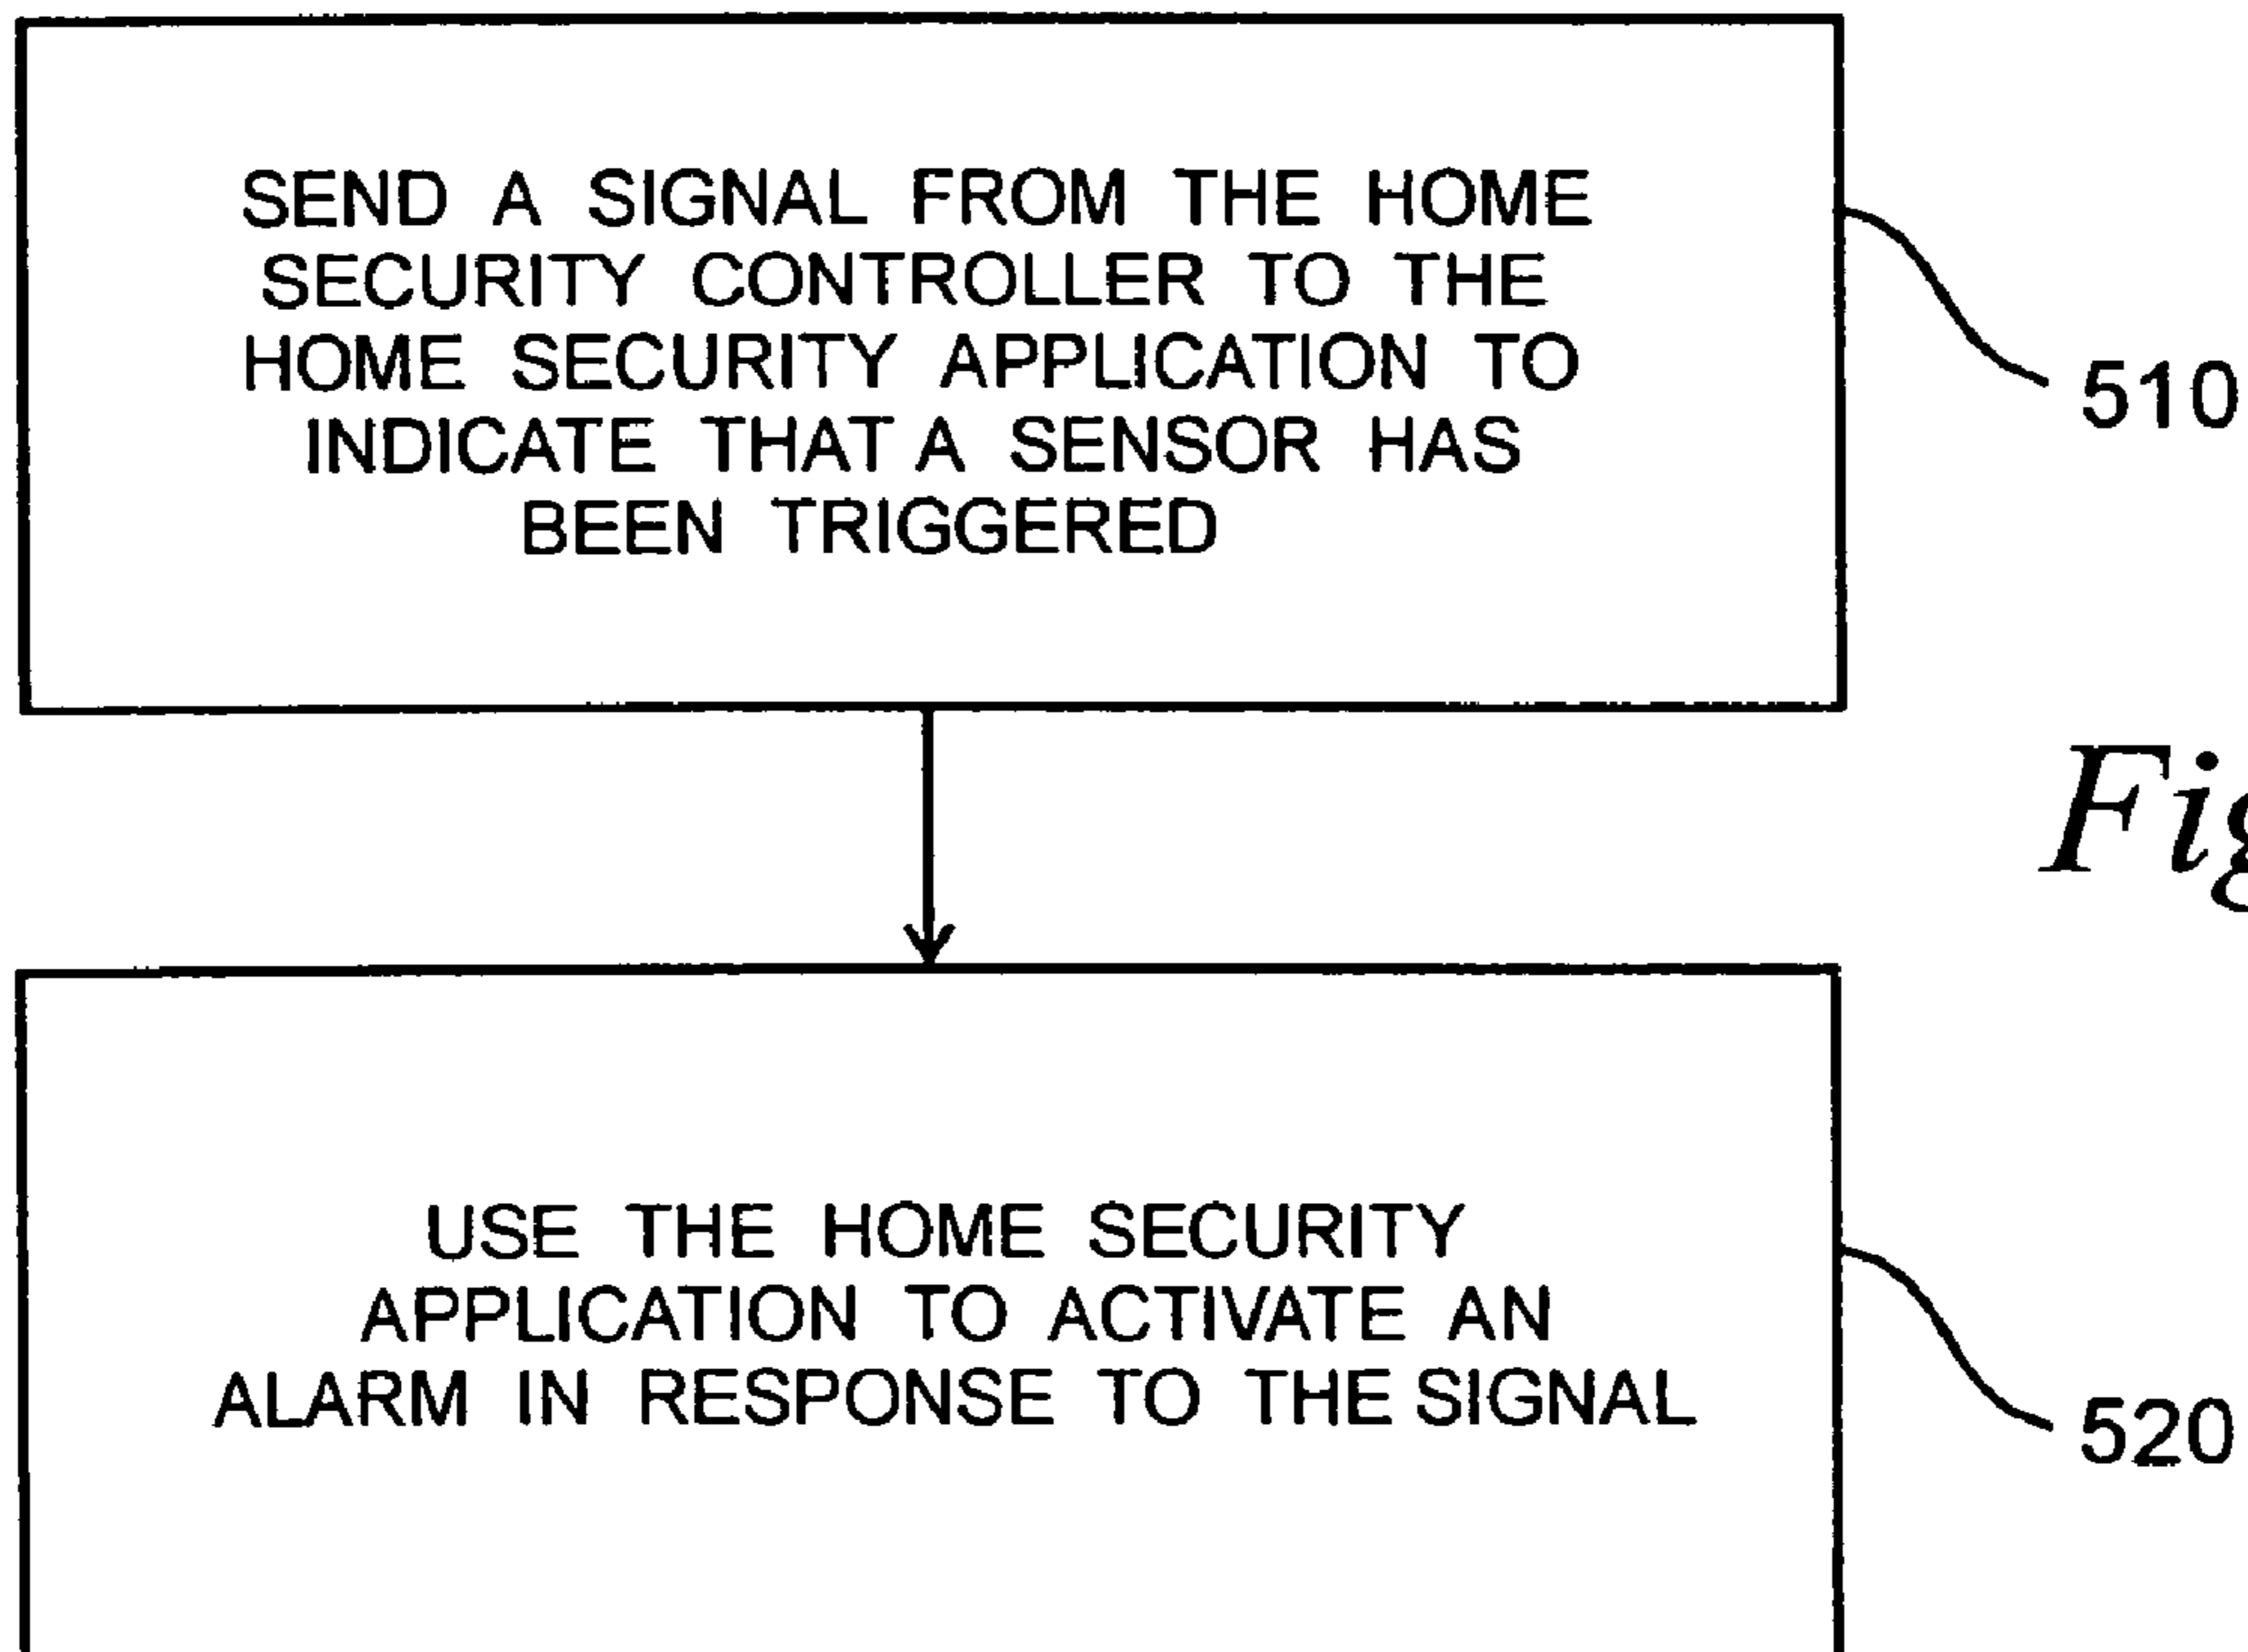 SEND A SIGNAL FROM THE HOME
SECURITY CONTROLLER TO THE
HOME SECURITY APPLICATION TO
INDICATE THAT A SENSOR HAS
BEEN TRIGGERED
510
Fig
USE THE HOME SECURITY
APPLICATION TO ACTIVATE AN
ALARM IN RESPONSE TO THE SIGNAL
520